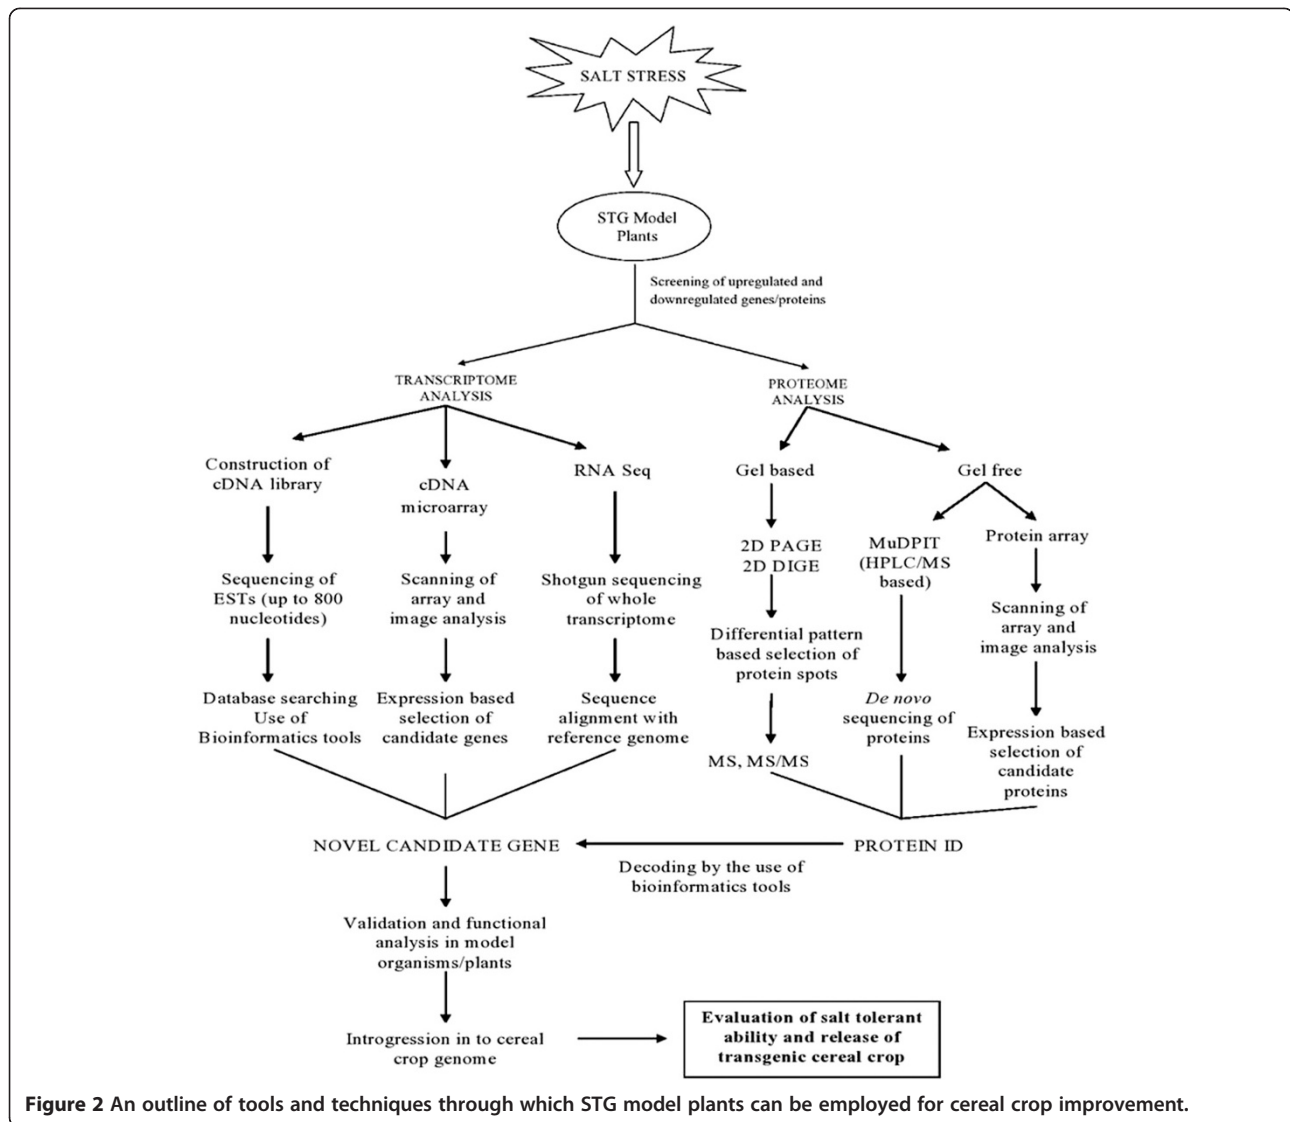 SALT STRESS
STG Model
Plants
Screening of upregulated and
downregulated genes/proteins
TRANSCRIPTOME
ANALYSIS
PROTEOME
ANALYSIS
Construction of
cDNA library
cDNA
microarray
RNA Seq
Gel based
Gel free
Sequencing of
ESTs (up to 800
nucleotides)
Scanning of
array and
image analysis
Shotgun sequencing
of whole
transcriptome
2D PAGE
2D DIGE
MuDPIT
(HPLC/MS
based)
Protein array
Differential pattern
based selection of
protein spots
Scanning of
array and
image analysis
Database searching
Use of
Bioinformatics tools
Expression based
selection of
candidate genes
Sequence
alignment with
reference genome
MS, MS/MS
De novo
sequencing of
proteins
Expression based
selection of
candidate
proteins
NOVEL CANDIDATE GENE
PROTEIN ID
Decoding by the use of
bioinformatics tools
Validation and functional
analysis in model
organisms/plants
Introgression in to cereal
crop genome
Evaluation of salt tolerant
ability and release of
transgenic cereal crop
Figure 2 An outline of tools and techniques through which STG model plants can be employed for cereal crop improvement.